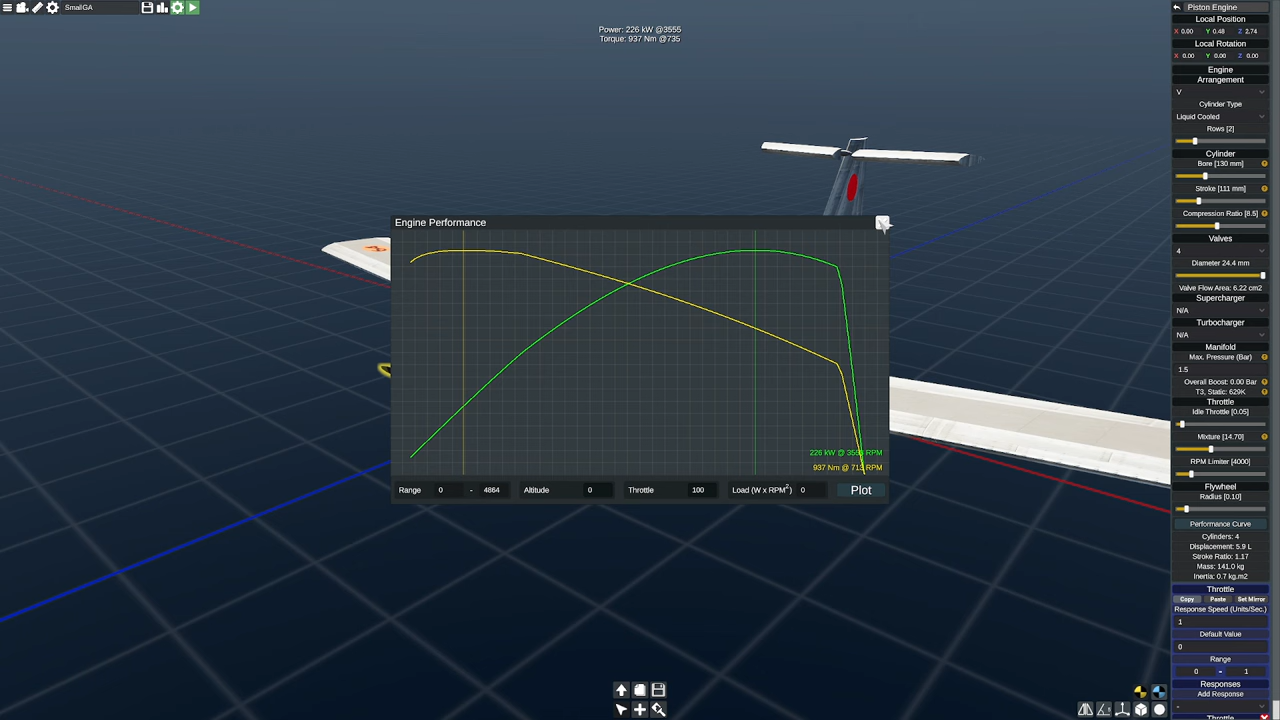 SmallGA
Power: 226 kW @3555
Torque: 937 Nm @735
Engine Performance
226 kW @ 355 RPM
937 Nm @ 713 RPM
Range 0 - 4864 Altitude 0 Throttle 100 Load (W x RPM2) 0 Plot
Piston Engine
Local Position
X 0.00 Y 0.48 Z 2.74
Local Rotation
X 0.00 Y 0.00 Z 0.00
Engine
Arrangement
V
Cylinder Type
Liquid Cooled
Rows [2]
Cylinder
Bore [130 mm]
Stroke [111 mm]
Compression Ratio [8.5]
Valves
4
Diameter 24.4 mm
Valve Flow Area: 6.22 cm2
Supercharger
N/A
Turbocharger
N/A
Manifold
Max. Pressure (Bar)
1.5
Overall Boost: 0.00 Bar
T3, Static: 629K
Throttle
Idle Throttle [0.05]
Mixture [14.70]
RPM Limiter [4000]
Flywheel
Radius [0.10]
Performance Curve
Cylinders: 4
Displacement: 5.9 L
Stroke Ratio: 1.17
Mass: 141.0 kg
Inertia: 0.7 kg.m2
Throttle
Copy Paste Set Mirror
Response Speed (Units/Sec.)
1
Default Value
0
Range
0 - 1
Responses
Add Response
-
Throttle